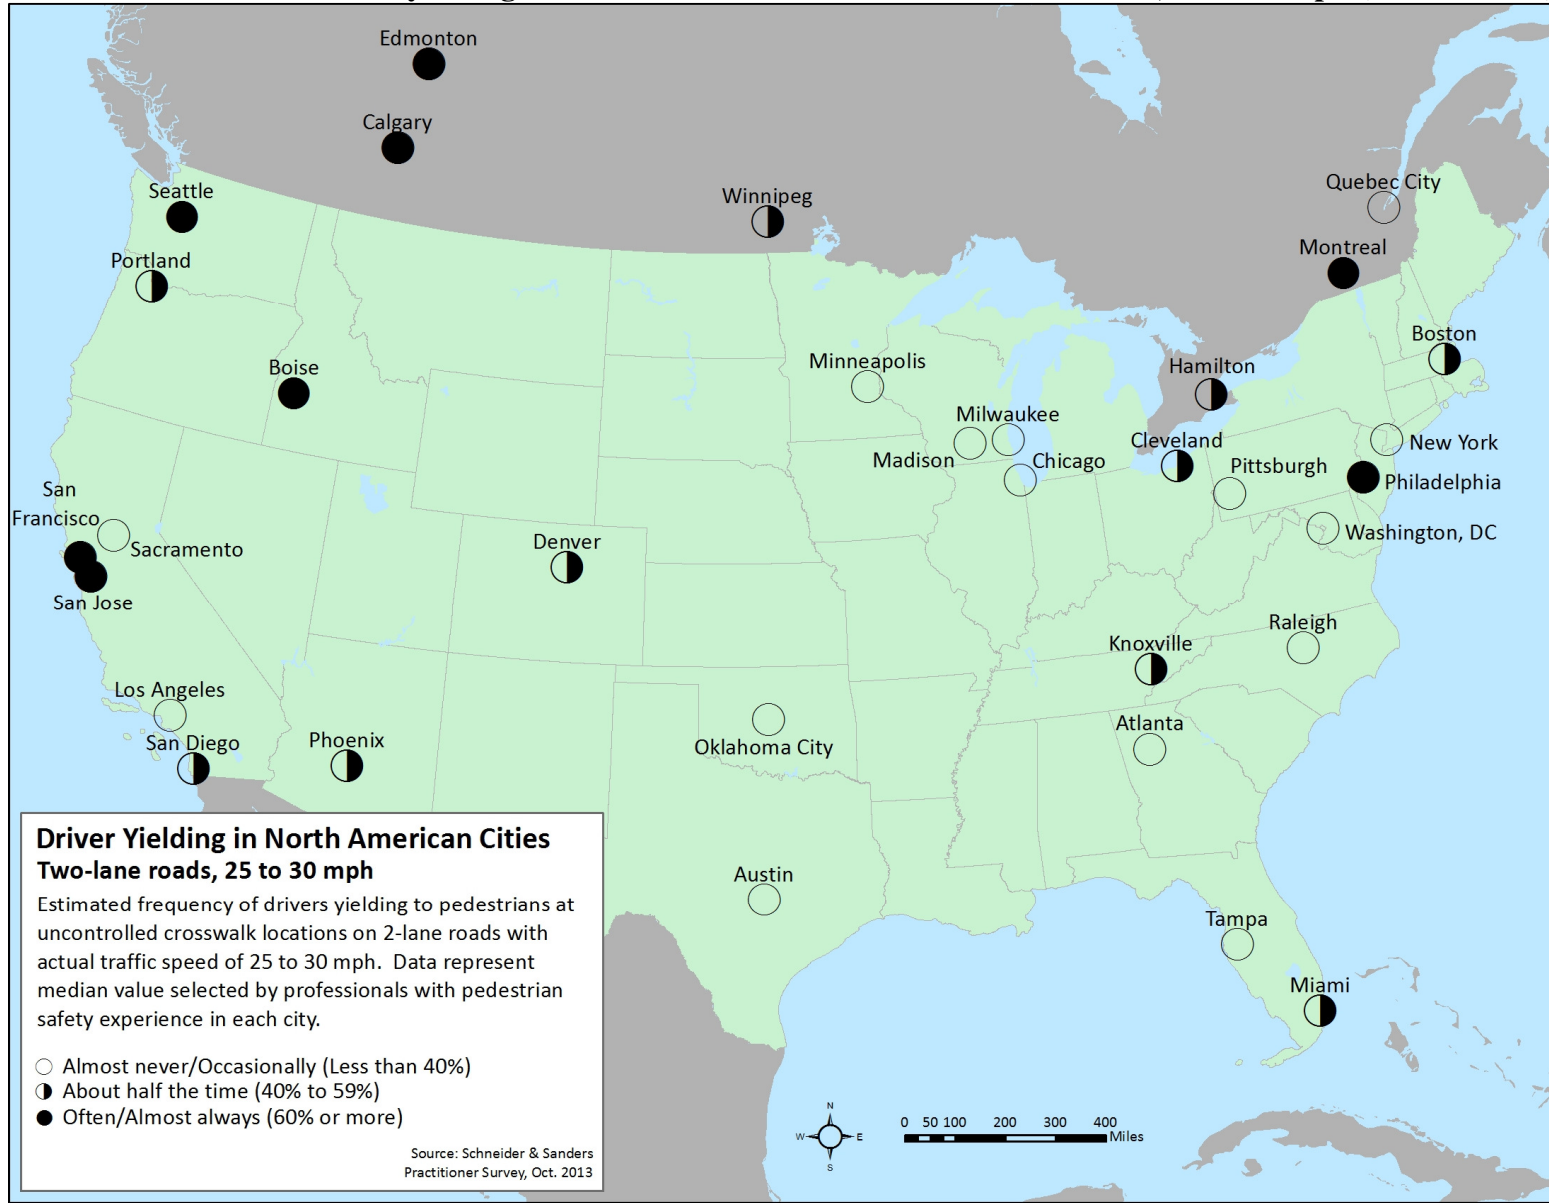 Edmonton
Calgary
Seattle
Winnipeg
Quebec City
Portland
Montreal
Boston
Minneapolis
Hamilton
Boise
Milwaukee
Cleveland
New York
Madison
Chicago
Pittsburgh
Philadelphia
San
Francisco
Sacramento
Denver
Washington, DC
San Jose
Raleigh
Knoxville
Los Angeles
Atlanta
San Diego
Phoenix
Oklahoma City
Austin
Tampa
Miami
Driver Yielding in North American Cities
Two-lane roads, 25 to 30 mph
Estimated frequency of drivers yielding to pedestrians at
uncontrolled crosswalk locations on 2-lane roads with
actual traffic speed of 25 to 30 mph.  Data represent
median value selected by professionals with pedestrian
safety experience in each city.
Almost never/Occasionally (Less than 40%)
About half the time (40% to 59%)
Often/Almost always (60% or more)
Source: Schneider & Sanders
Practitioner Survey, Oct. 2013
N
W E
S
0 50 100 200 300 400
Miles